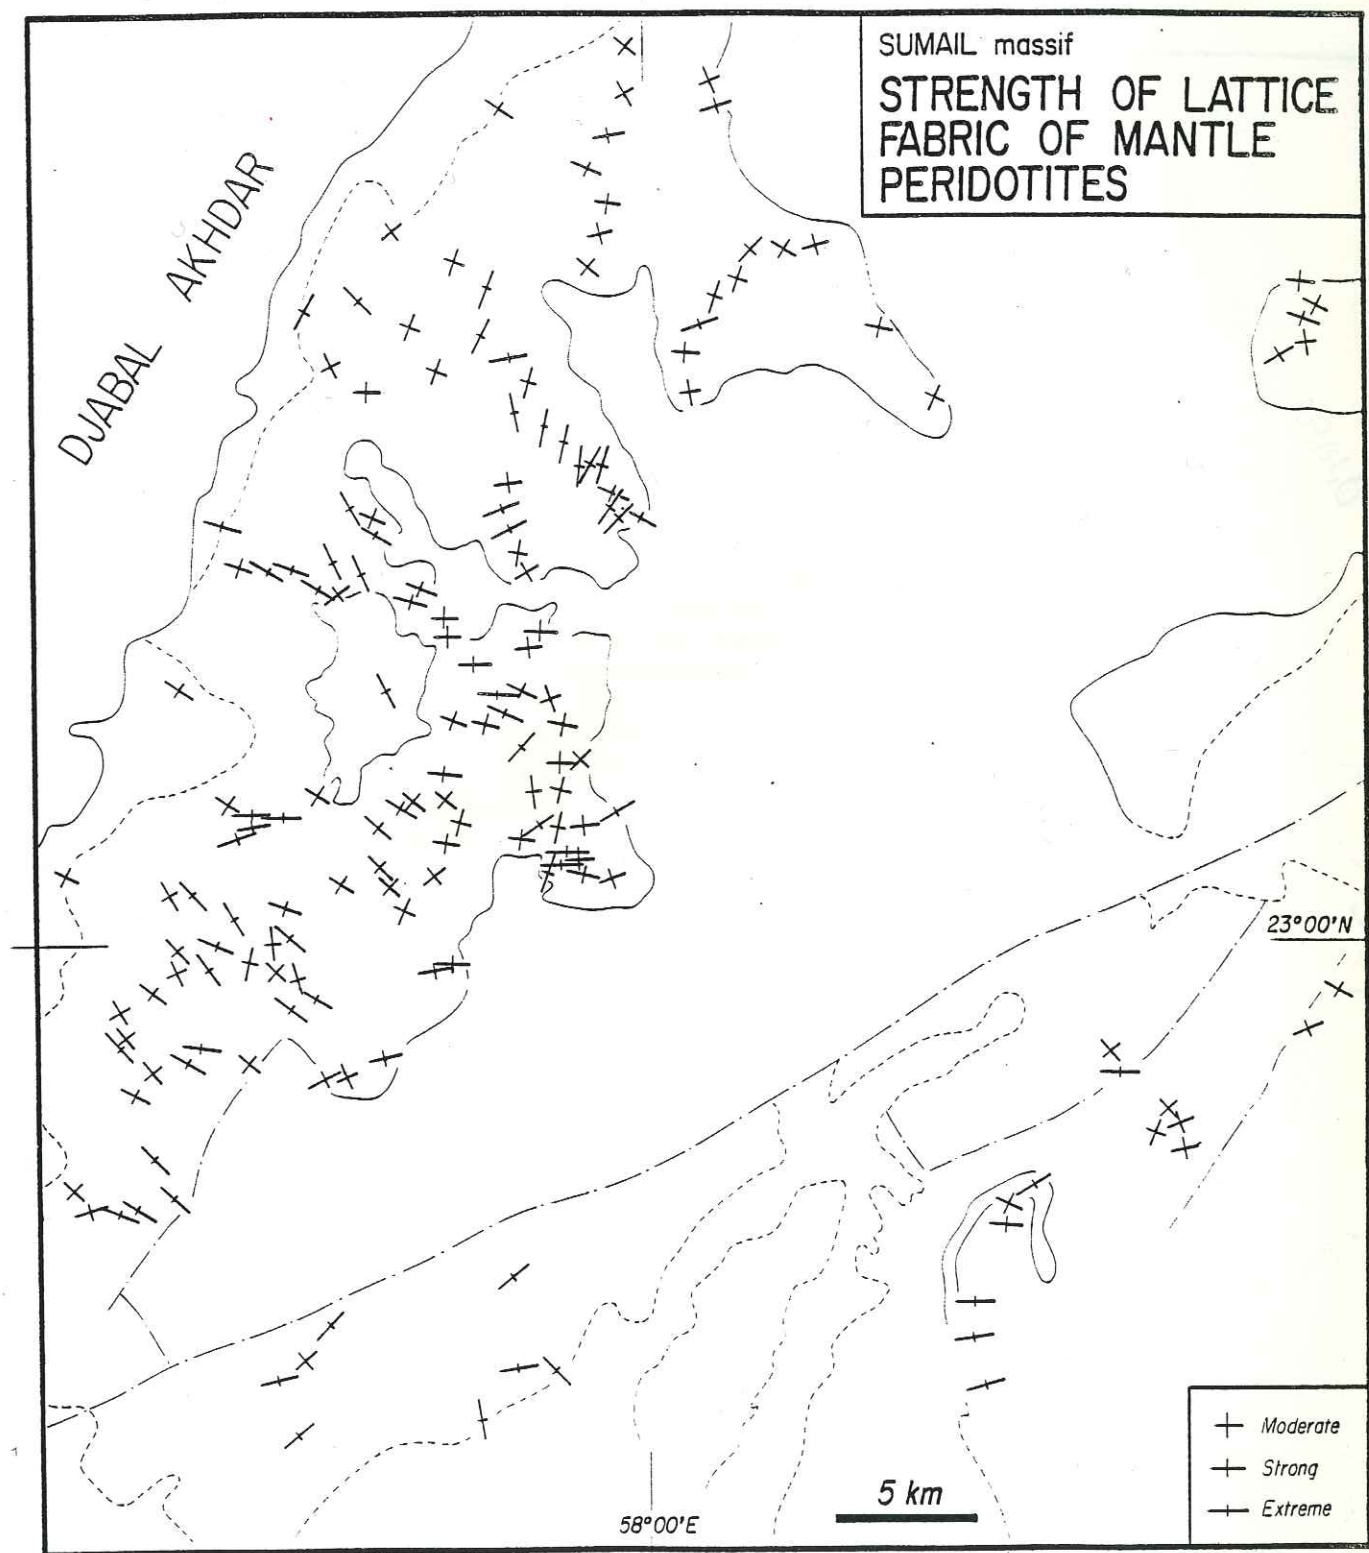 SUMAIL massif
STRENGTH OF LATTICE
FABRIC OF MANTLE
PERIDOTITES
DJABAL AKHDAR
23°00'N
Moderate
Strong
Extreme
5 km
58°00'E